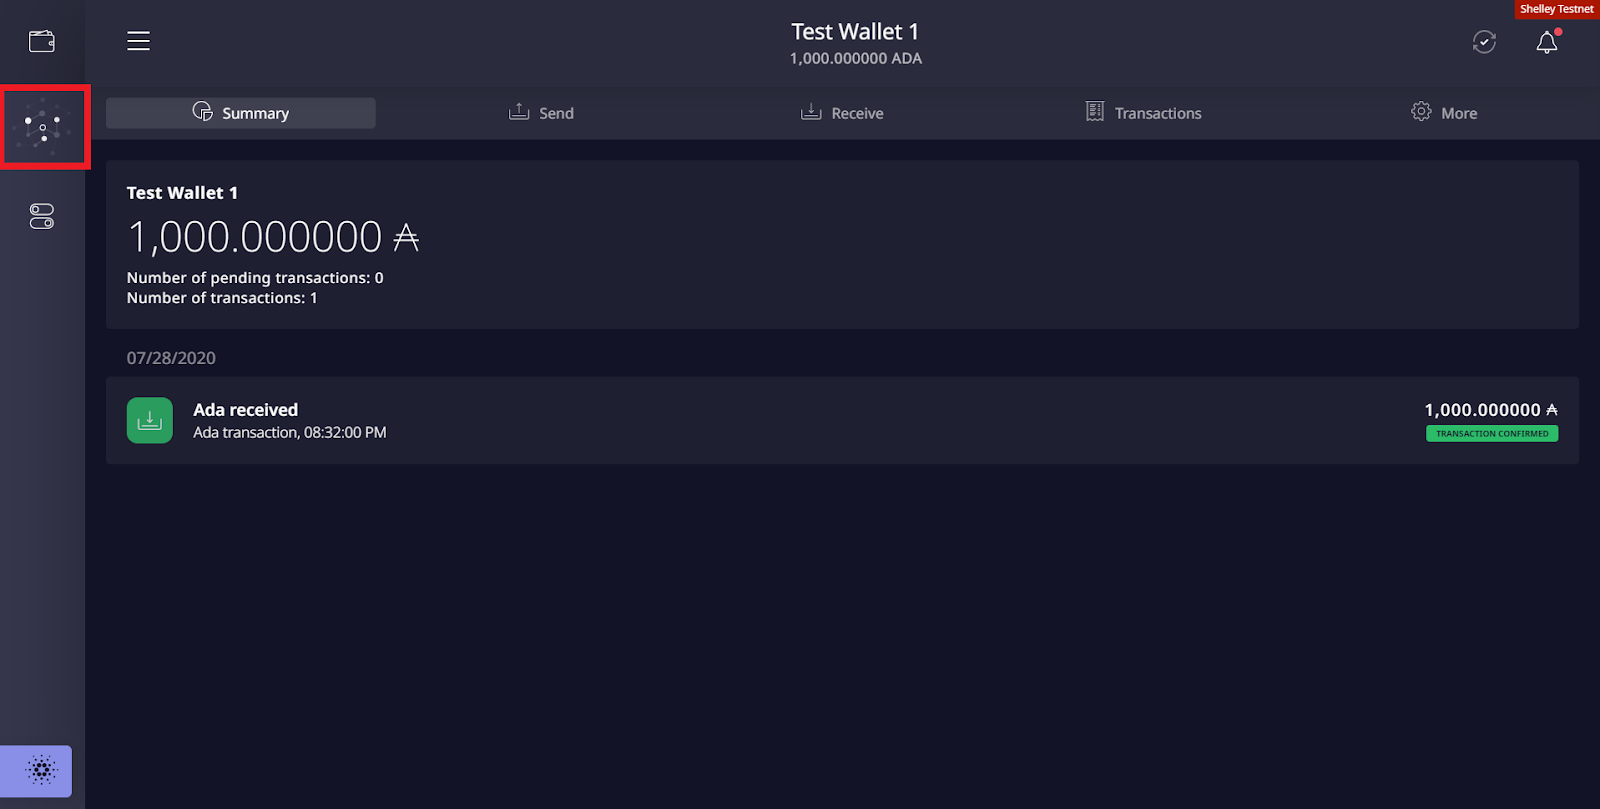 Shelley Testnet
Test Wallet 1
1,000.000000 ADA
Summary
Send
Receive
Transactions
More
Test Wallet 1
1,000.000000 ₳
Number of pending transactions: 0
Number of transactions: 1
07/28/2020
Ada received
Ada transaction, 08:32:00 PM
1,000.000000 ₳
TRANSACTION CONFIRMED